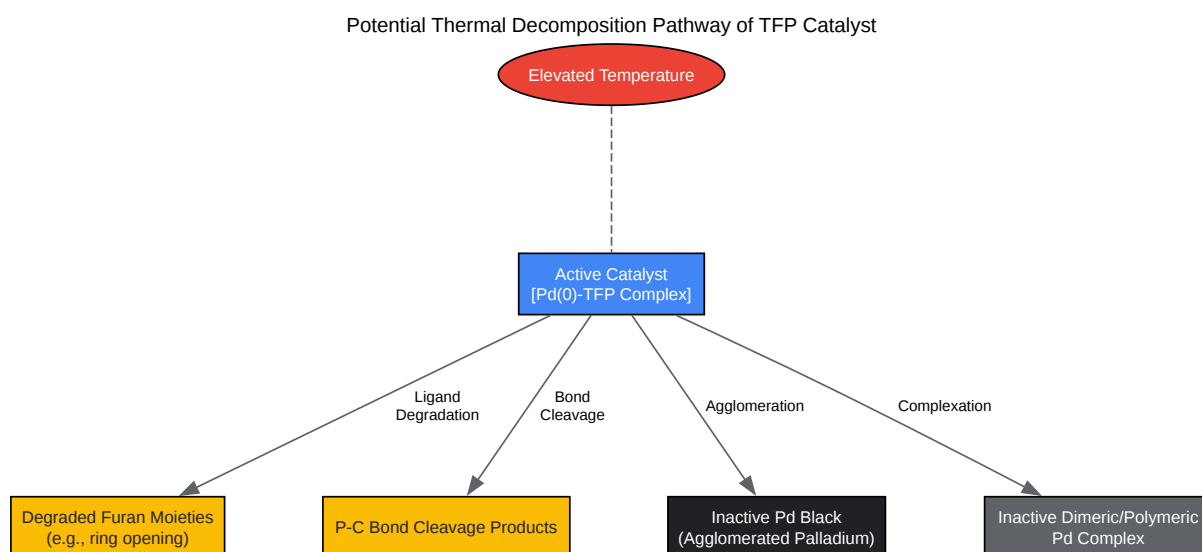 Potential Thermal Decomposition Pathway of TFP Catalyst
Elevated Temperature
Active Catalyst
[Pd(0)-TFP Complex]
Ligand
Degradation
Bond
Cleavage
Agglomeration
Complexation
Degraded Furan Moieties
(e.g., ring opening)
P-C Bond Cleavage Products
Inactive Pd Black
(Agglomerated Palladium)
Inactive Dimeric/Polymeric
Pd Complex